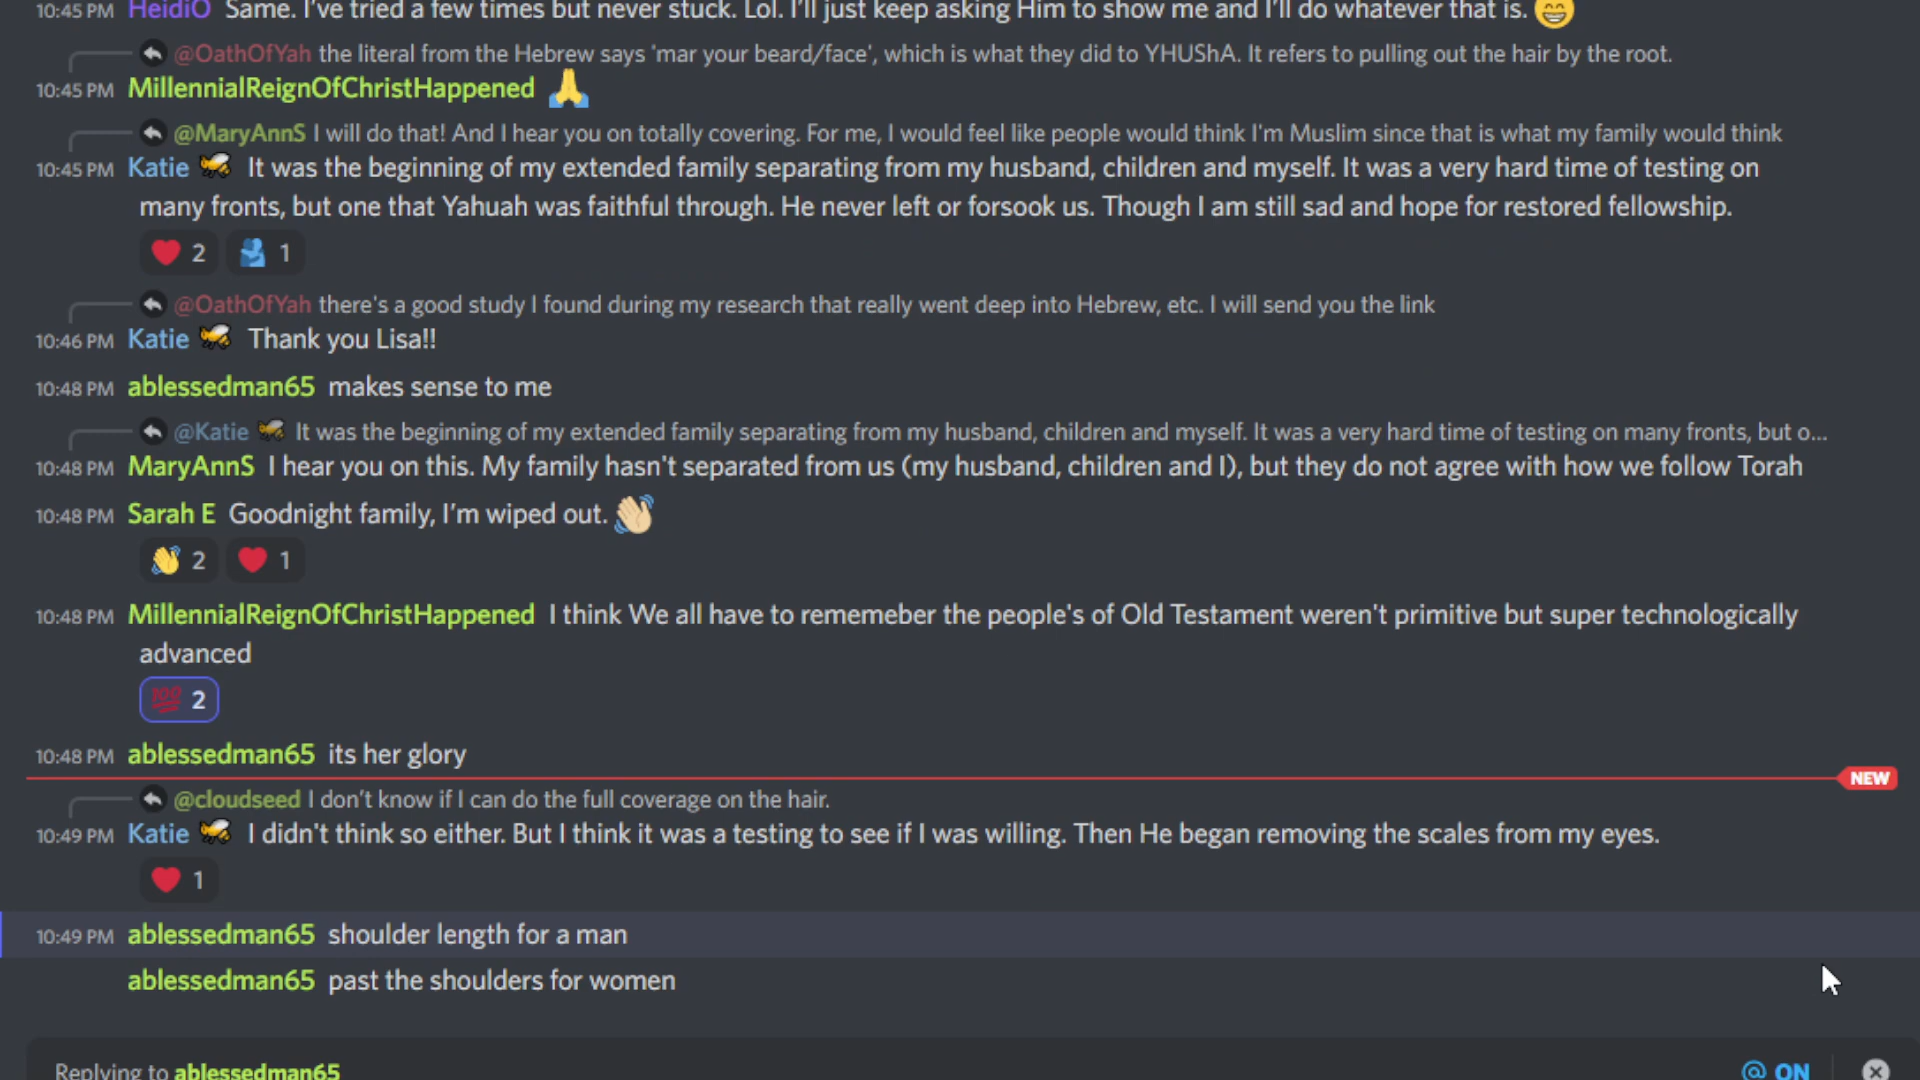 10:45 PM HeidiO Same. I've tried a few times but never stuck. Lol. I'll just keep asking Him to show me and I'll do whatever that is. 😁
@OathOfYah the literal from the Hebrew says 'mar your beard/face', which is what they did to YHUShA. It refers to pulling out the hair by the root.
10:45 PM MillennialReignOfChristHappened 🙏
@MaryAnnS I will do that! And I hear you on totally covering. For me, I would feel like people would think I'm Muslim since that is what my family would think
10:45 PM Katie 🐝 It was the beginning of my extended family separating from my husband, children and myself. It was a very hard time of testing on
many fronts, but one that Yahuah was faithful through. He never left or forsook us. Though I am still sad and hope for restored fellowship.
❤️ 2 🫂 1
@OathOfYah there's a good study I found during my research that really went deep into Hebrew, etc. I will send you the link
10:46 PM Katie 🐝 Thank you Lisa!!
10:48 PM ablessedman65 makes sense to me
@Katie 🐝 It was the beginning of my extended family separating from my husband, children and myself. It was a very hard time of testing on many fronts, but o...
10:48 PM MaryAnnS I hear you on this. My family hasn't separated from us (my husband, children and I), but they do not agree with how we follow Torah
10:48 PM Sarah E Goodnight family, I'm wiped out. 👋🏼
👋 2 ❤️ 1
10:48 PM MillennialReignOfChristHappened I think We all have to rememeber the people's of Old Testament weren't primitive but super technologically
advanced
💯 2
10:48 PM ablessedman65 its her glory
NEW
@cloudseed I don't know if I can do the full coverage on the hair.
10:49 PM Katie 🐝 I didn't think so either. But I think it was a testing to see if I was willing. Then He began removing the scales from my eyes.
❤️ 1
10:49 PM ablessedman65 shoulder length for a man
ablessedman65 past the shoulders for women
Replying to ablessedman65 @ ON